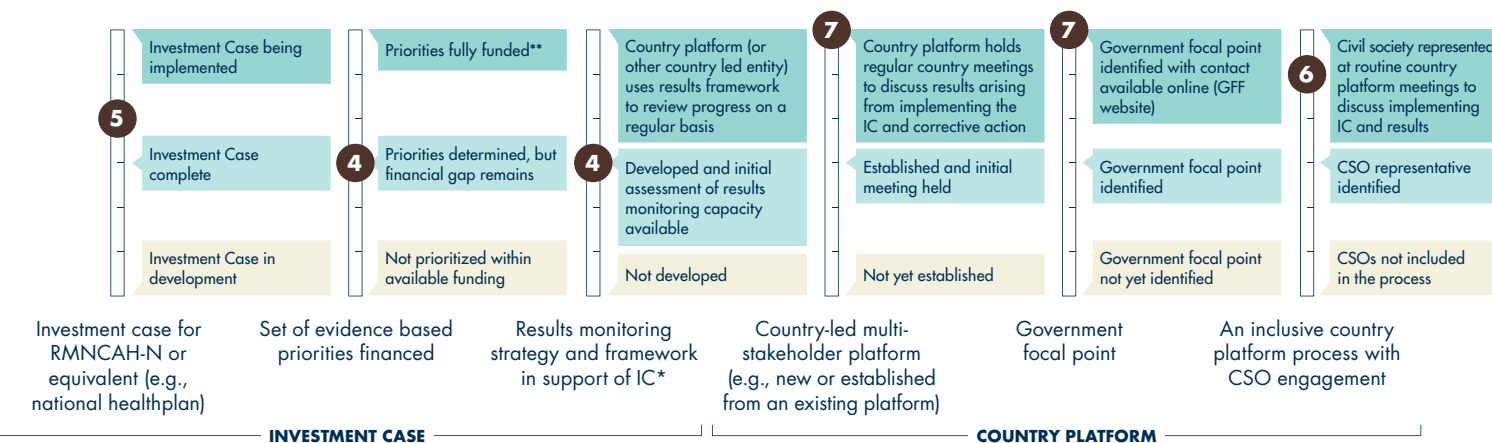 5
Investment Case being
implemented
Investment Case
complete
Investment Case in
development
Investment case for
RMNCAH-N or
equivalent (e.g.,
national healthplan)
4
Priorities fully funded**
Priorities determined, but
financial gap remains
Not prioritized within
available funding
Set of evidence based
priorities financed
4
Country platform (or
other country led entity)
uses results framework
to review progress on a
regular basis
Developed and initial
assessment of results
monitoring capacity
available
Not developed
Results monitoring
strategy and framework
in support of IC*
7
Country platform holds
regular country meetings
to discuss results arising
from implementing the
IC and corrective action
Established and initial
meeting held
Not yet established
Country-led multi-
stakeholder platform
(e.g., new or established
from an existing platform)
7
Government focal point
identified with contact
available online (GFF
website)
Government focal point
identified
Government focal point
not yet identified
Government
focal point
6
Civil society represented
at routine country
platform meetings to
discuss implementing
IC and results
CSO representative
identified
CSOs not included
in the process
An inclusive country
platform process with
CSO engagement
INVESTMENT CASE
COUNTRY PLATFORM